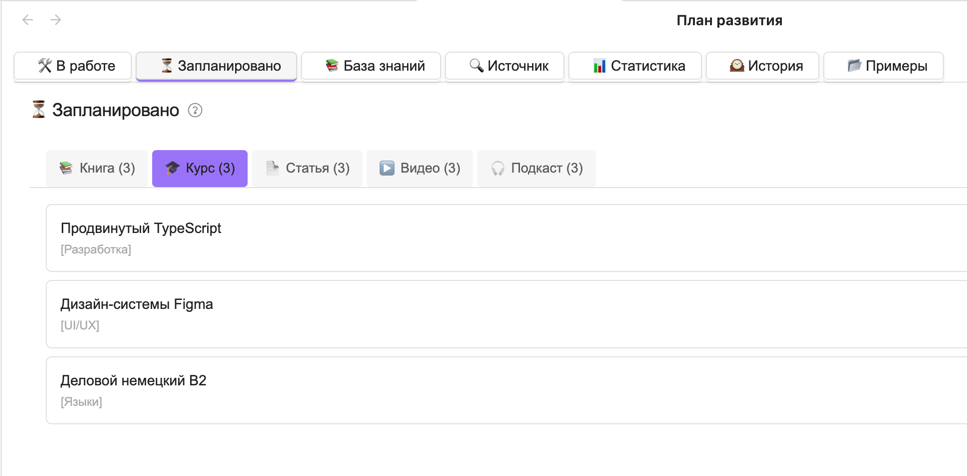 План развития
🛠 В работе ⏳ Запланировано 📚 База знаний 🔍 Источник 📊 Статистика 🕰 История 🗂 Примеры
⏳ Запланировано ?
📚 Книга (3) 🎓 Курс (3) 📄 Статья (3) ▶️ Видео (3) 🎧 Подкаст (3)
Продвинутый TypeScript
[Разработка]
Дизайн-системы Figma
[UI/UX]
Деловой немецкий B2
[Языки]